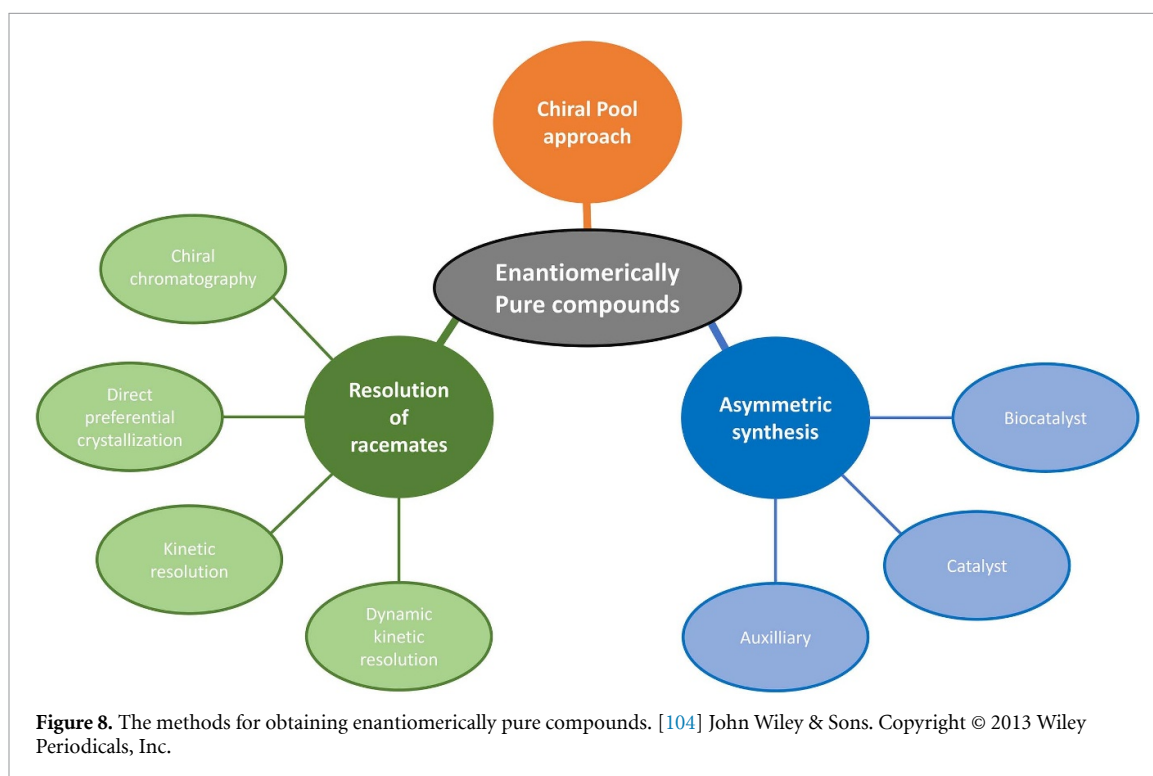 Chiral Pool
approach
Enantiomerically
Pure compounds
Chiral
chromatography
Direct
preferential
crystallization
Resolution
of
racemates
Kinetic
resolution
Dynamic
kinetic
resolution
Asymmetric
synthesis
Biocatalyst
Catalyst
Auxilliary
Figure 8. The methods for obtaining enantiomerically pure compounds. [104] John Wiley & Sons. Copyright © 2013 Wiley
Periodicals, Inc.